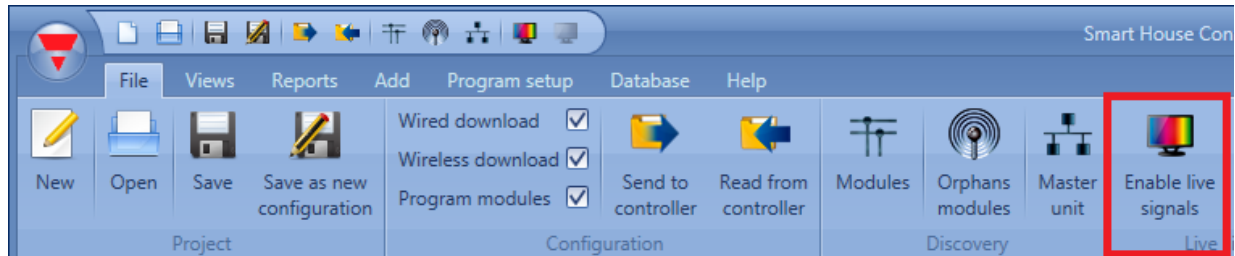 Smart House Con
File Views Reports Add Program setup Database Help
Wired download
Wireless download
Program modules
New
Open
Save
Save as new
configuration
Send to
controller
Read from
controller
Modules
Orphans
modules
Master
unit
Enable live
signals
Project
Configuration
Discovery
Live